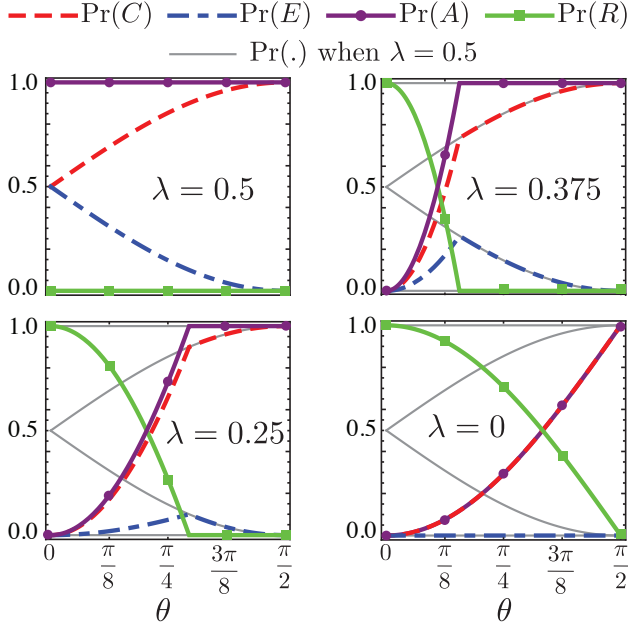 Pr(C) Pr(E) Pr(A) Pr(R)
Pr(.) when λ = 0.5
1.0 0.5 0.0 λ = 0.5
1.0 0.5 0.0 λ = 0.375
1.0 0.5 0.0 λ = 0.25
1.0 0.5 0.0 λ = 0
0 π/8 π/4 3π/8 π/2
0 π/8 π/4 3π/8 π/2
θ θ